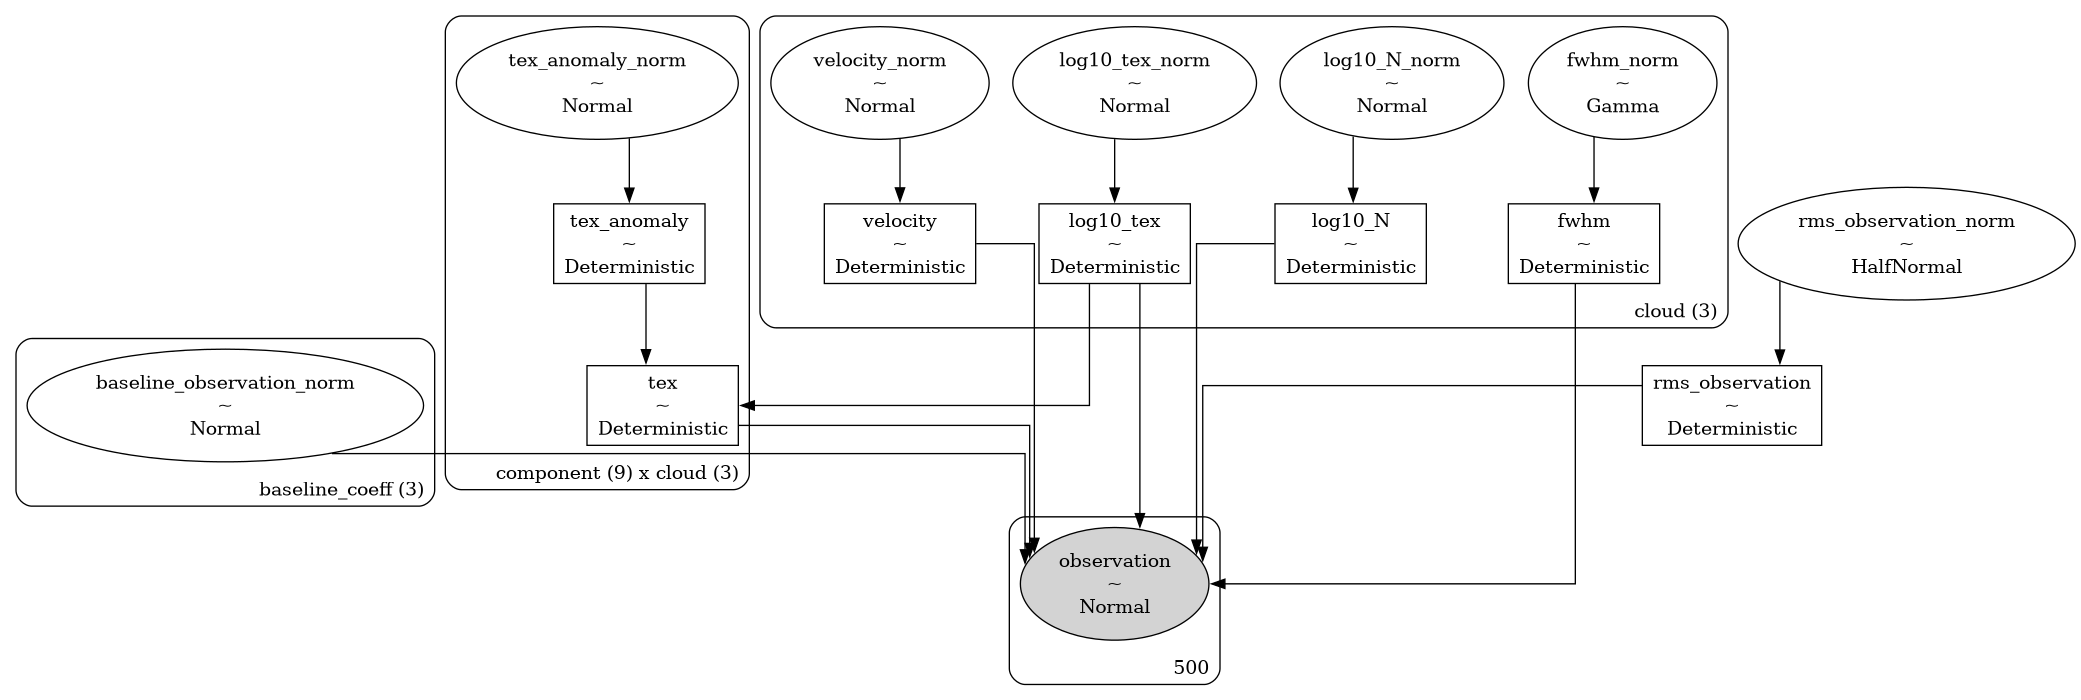 tex_anomaly_norm
~
Normal
velocity_norm
~
Normal
log10_tex_norm
~
Normal
log10_N_norm
~
Normal
fwhm_norm
~
Gamma
tex_anomaly
~
Deterministic
velocity
~
Deterministic
log10_tex
~
Deterministic
log10_N
~
Deterministic
fwhm
~
Deterministic
rms_observation_norm
~
HalfNormal
cloud (3)
baseline_observation_norm
~
Normal
tex
~
Deterministic
rms_observation
~
Deterministic
component (9) x cloud (3)
baseline_coeff (3)
observation
~
Normal
500